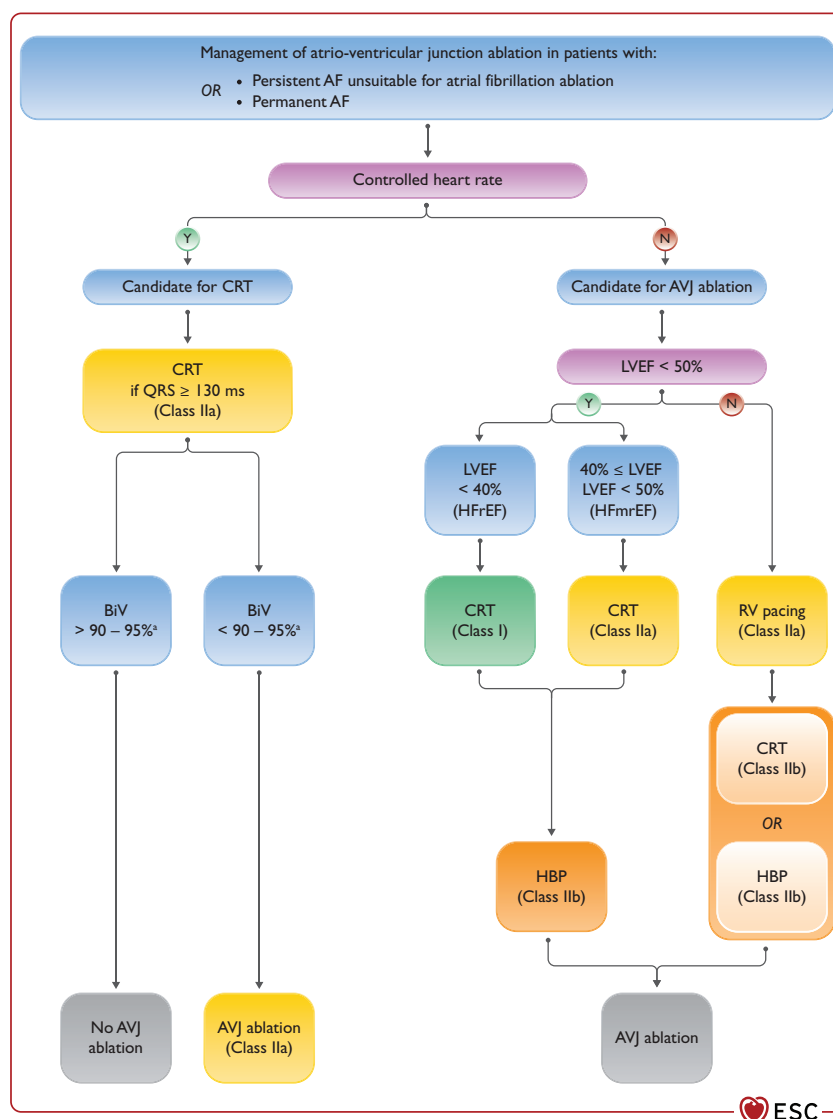 Management of atrio-ventricular junction ablation in patients with:
OR
• Persistent AF unsuitable for atrial fibrillation ablation
• Permanent AF
Controlled heart rate
Y
N
Candidate for CRT
Candidate for AVJ ablation
CRT
if QRS ≥ 130 ms
(Class IIa)
LVEF < 50%
Y
N
LVEF
< 40%
(HFrEF)
40% ≤ LVEF
LVEF < 50%
(HFmrEF)
BiV
> 90 – 95%ᵃ
BiV
< 90 – 95%ᵃ
CRT
(Class I)
CRT
(Class IIa)
RV pacing
(Class IIa)
CRT
(Class IIb)
OR
HBP
(Class IIb)
HBP
(Class IIb)
No AVJ
ablation
AVJ ablation
(Class IIa)
AVJ ablation
ESC